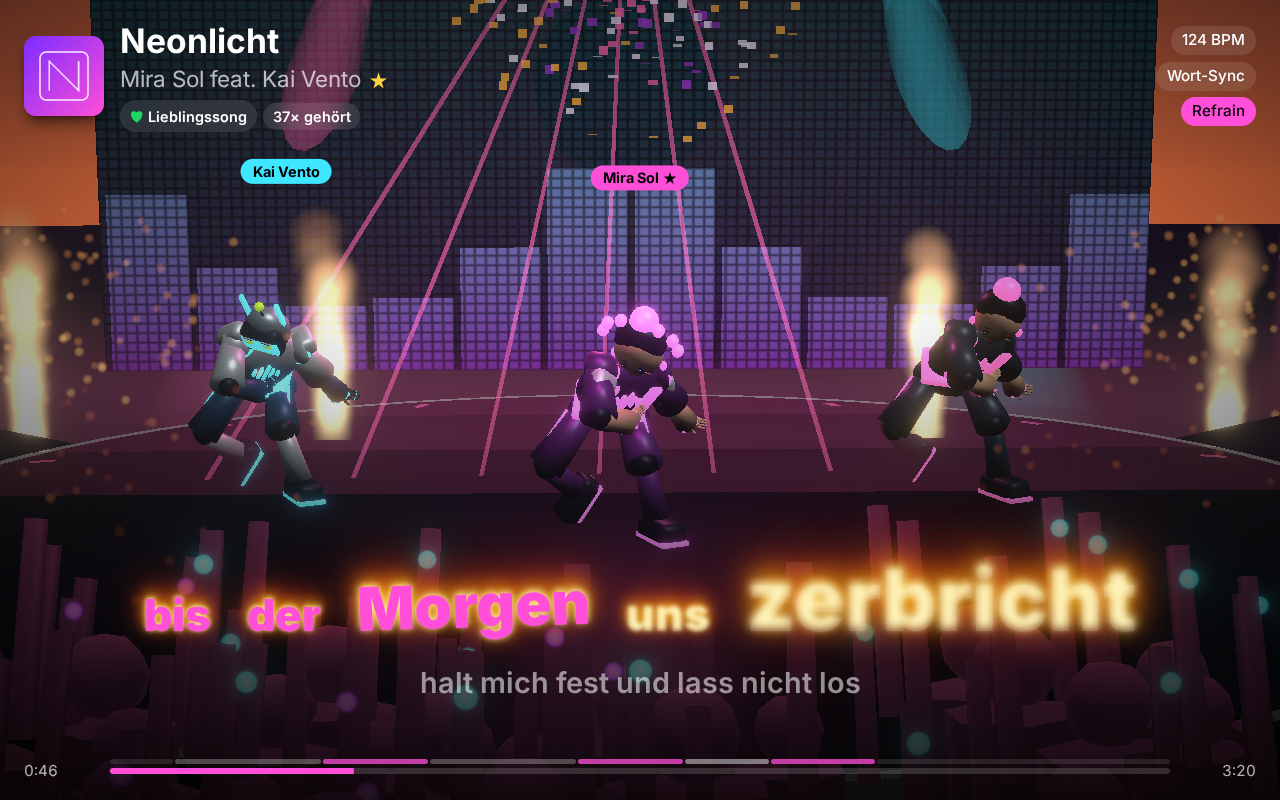 N
Neonlicht
Mira Sol feat. Kai Vento ★
Lieblingssong
37× gehört
124 BPM
Wort-Sync
Refrain
Kai Vento
Mira Sol ★
bis der Morgen uns zerbricht
halt mich fest und lass nicht los
0:46
3:20